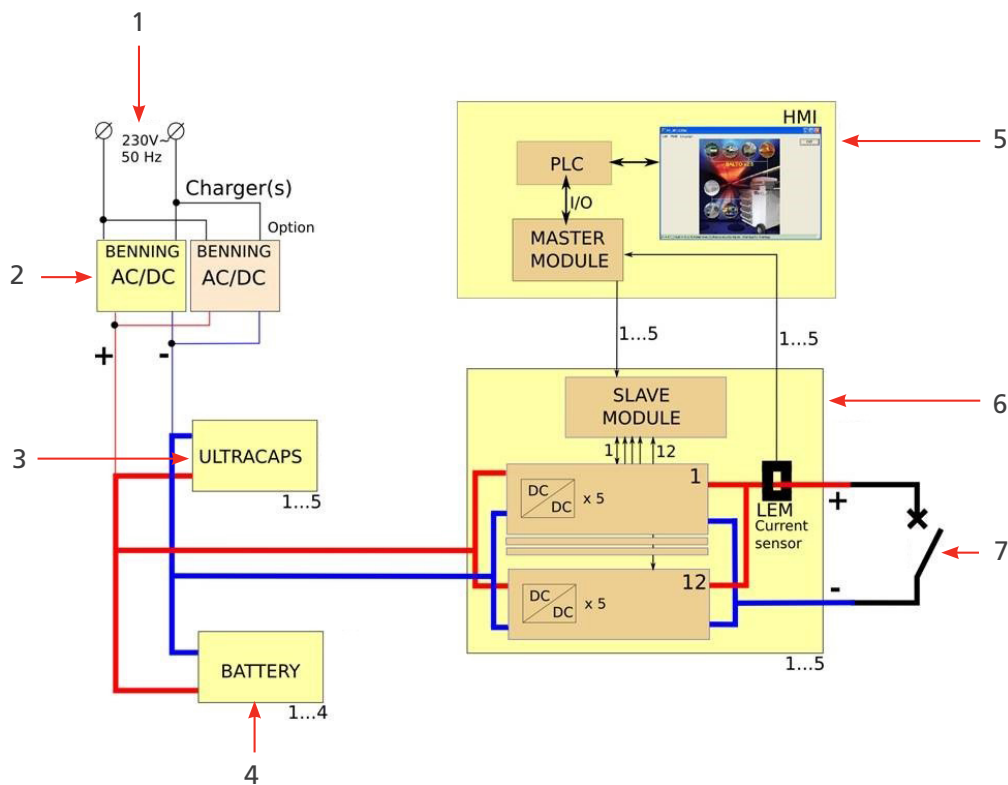 1
230V~
50 Hz
Charger(s)
Option
BENNING
AC/DC
BENNING
AC/DC
2
+
-
3
ULTRACAPS
1...5
BATTERY
1...4
4
HMI
5
PLC
I/O
MASTER
MODULE
SALTO
1...5
1...5
SLAVE
MODULE
6
1
12
DC
DC
x 5
1
LEM
Current
sensor
+
7
DC
DC
x 5
12
-
1...5